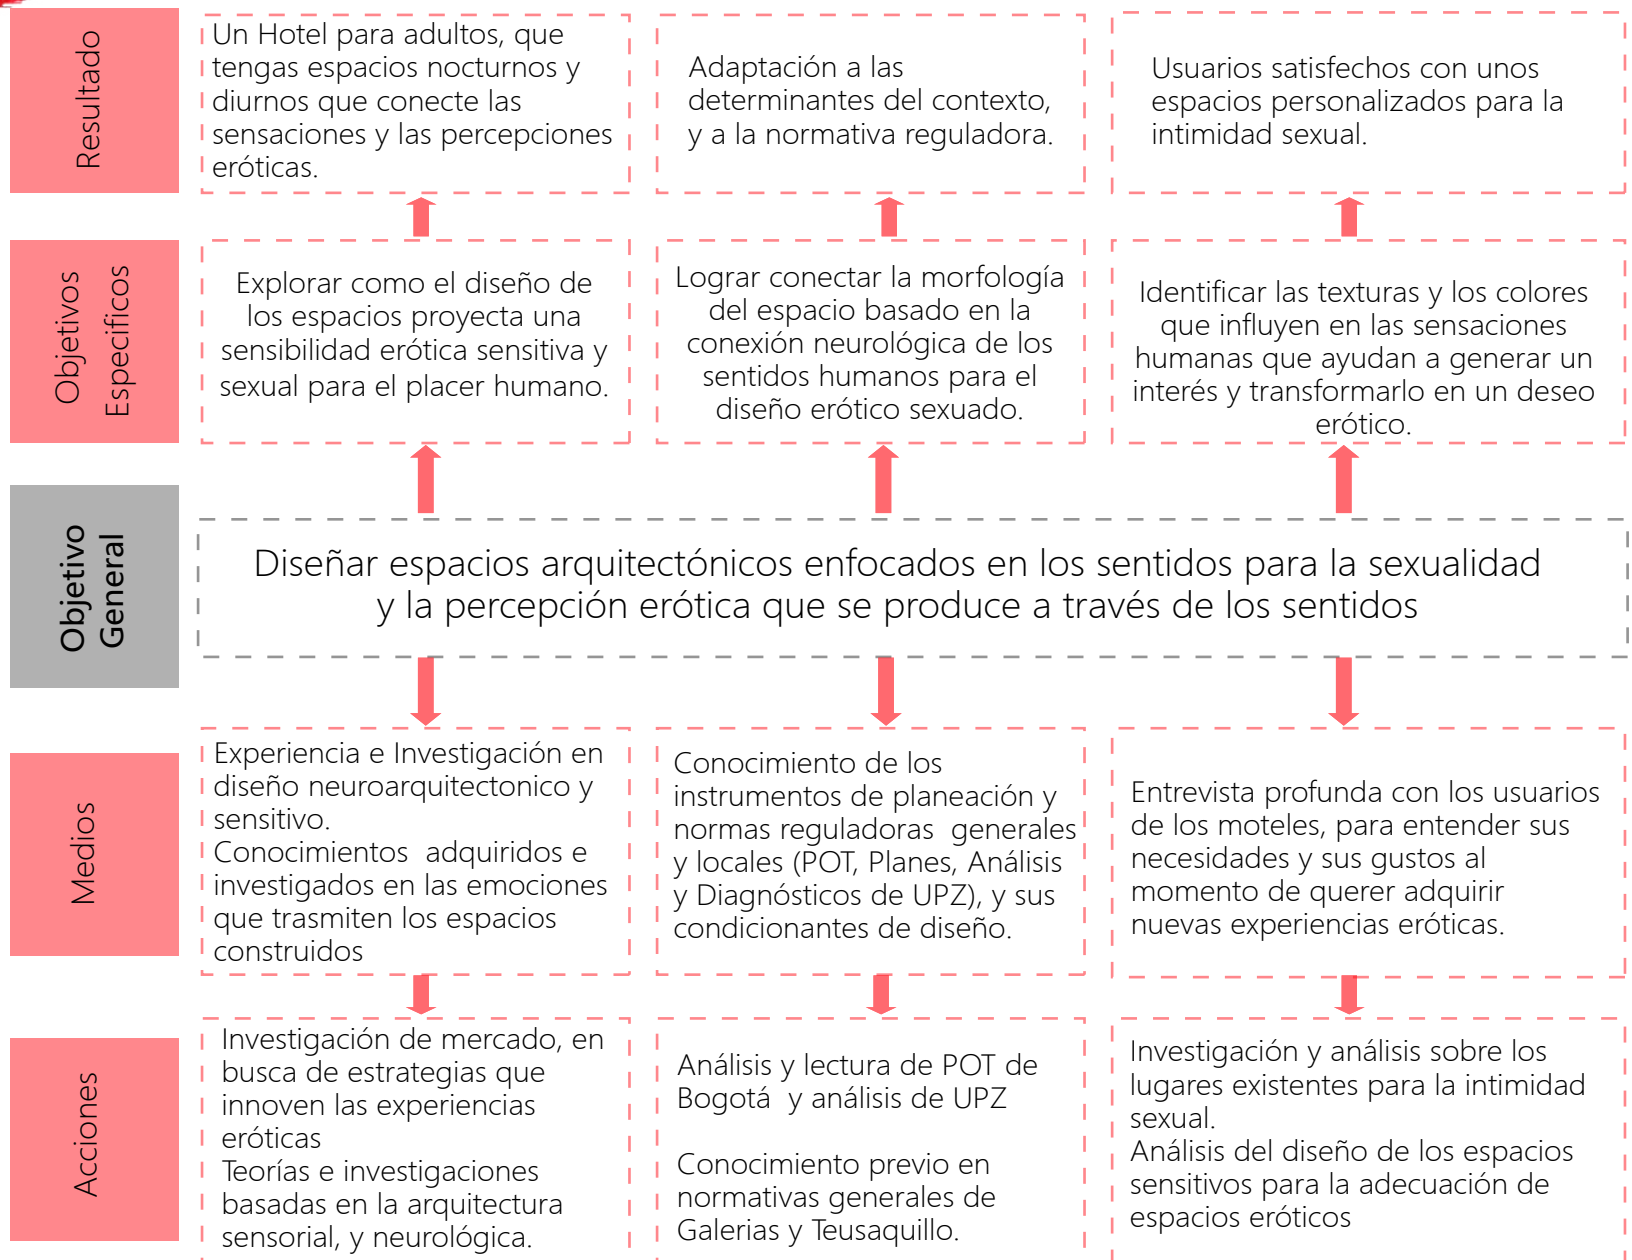 Resultado
Un Hotel para adultos, que
tengas espacios nocturnos y
diurnos que conecte las
sensaciones y las percepciones
eróticas.
Adaptación a las
determinantes del contexto,
y a la normativa reguladora.
Usuarios satisfechos con unos
espacios personalizados para la
intimidad sexual.
Objetivos
Especificos
Explorar como el diseño de
los espacios proyecta una
sensibilidad erótica sensitiva y
sexual para el placer humano.
Lograr conectar la morfología
del espacio basado en la
conexión neurológica de los
sentidos humanos para el
diseño erótico sexuado.
Identificar las texturas y los colores
que influyen en las sensaciones
humanas que ayudan a generar un
interés y transformarlo en un deseo
erótico.
Objetivo
General
Diseñar espacios arquitectónicos enfocados en los sentidos para la sexualidad
y la percepción erótica que se produce a través de los sentidos
Medios
Experiencia e Investigación en
diseño neuroarquitectonico y
sensitivo.
Conocimientos adquiridos e
investigados en las emociones
que trasmiten los espacios
construidos
Conocimiento de los
instrumentos de planeación y
normas reguladoras generales
y locales (POT, Planes, Análisis
y Diagnósticos de UPZ), y sus
condicionantes de diseño.
Entrevista profunda con los usuarios
de los moteles, para entender sus
necesidades y sus gustos al
momento de querer adquirir
nuevas experiencias eróticas.
Acciones
Investigación de mercado, en
busca de estrategias que
innoven las experiencias
eróticas
Teorías e investigaciones
basadas en la arquitectura
sensorial, y neurológica.
Análisis y lectura de POT de
Bogotá y análisis de UPZ
Conocimiento previo en
normativas generales de
Galerias y Teusaquillo.
Investigación y análisis sobre los
lugares existentes para la intimidad
sexual.
Análisis del diseño de los espacios
sensitivos para la adecuación de
espacios eróticos